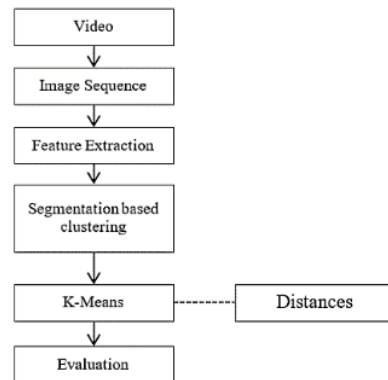 Video
Image Sequence
Feature Extraction
Segmentation based
clustering
K-Means
Distances
Evaluation